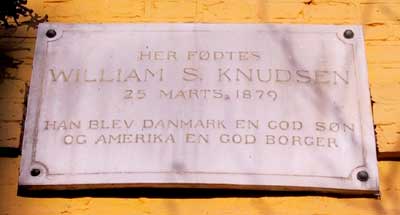 HER FØDTES
WILLIAM S. KNUDSEN
25 MARTS. 1879
HAN BLEV DANMARK EN GOD SØN
OG AMERIKA EN GOD BORGER